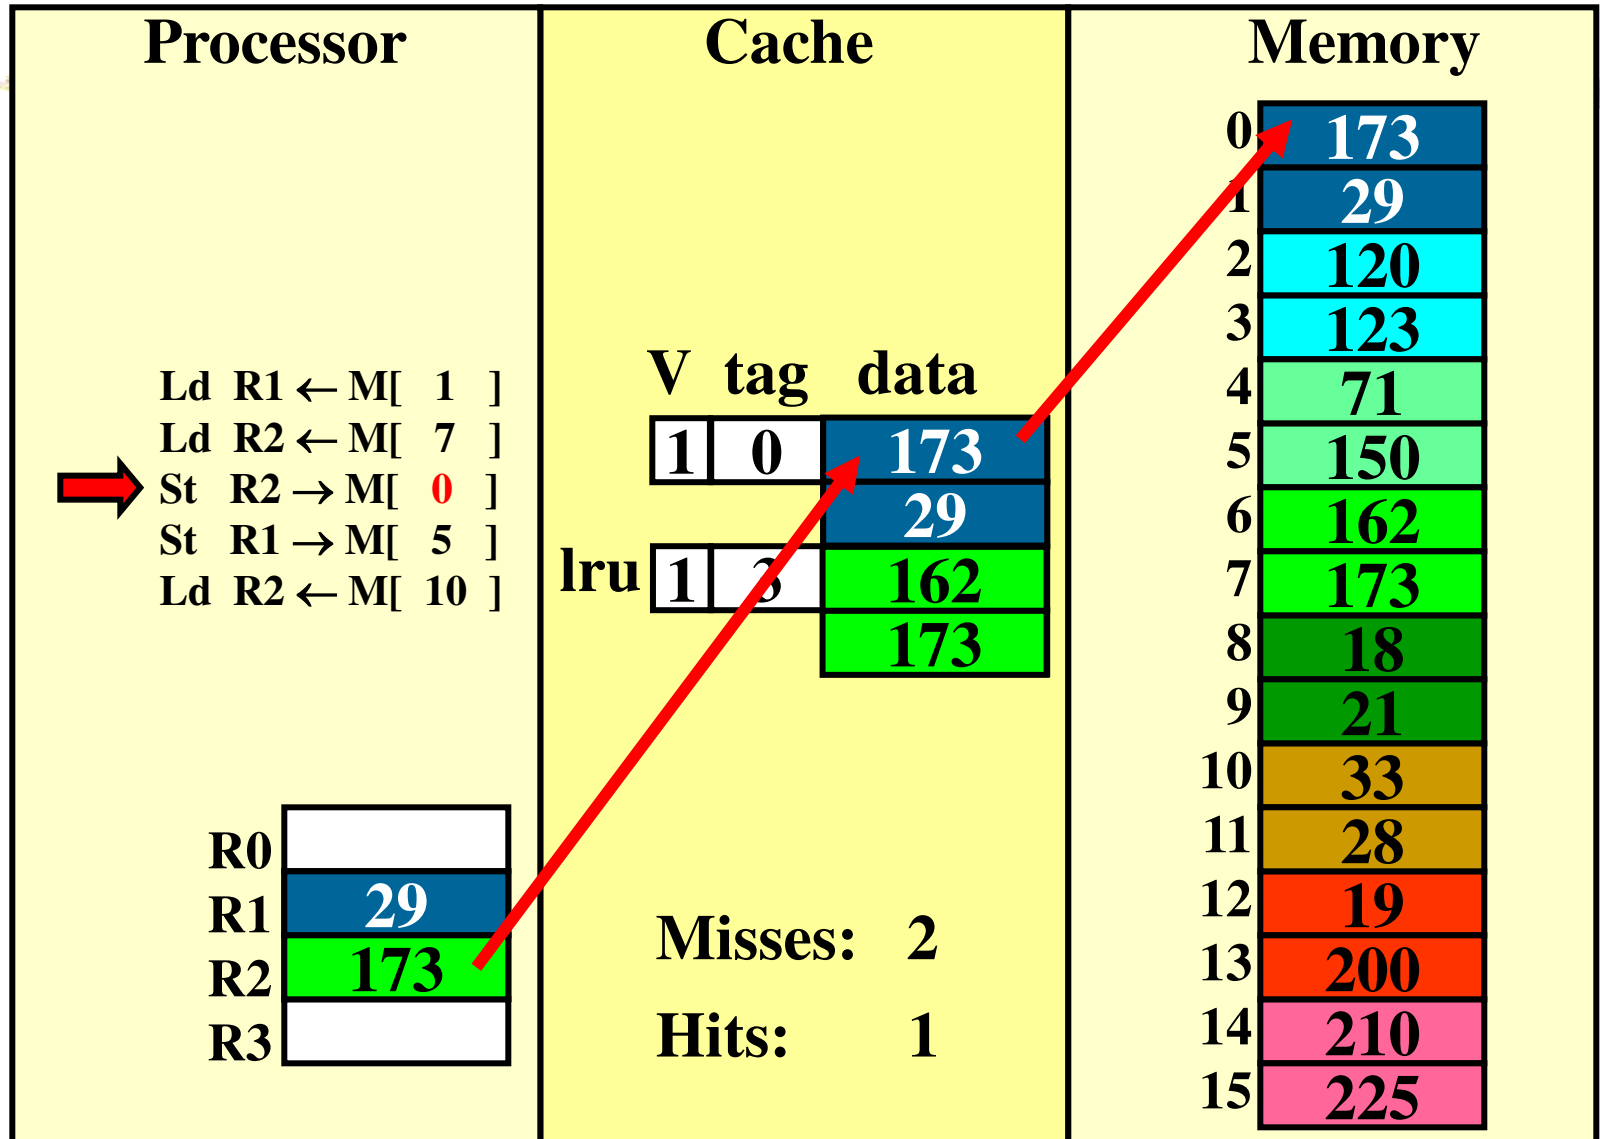 Processor
Cache
Memory
Ld R1 ← M[ 1 ]
Ld R2 ← M[ 7 ]
St R2 → M[ 0 ]
St R1 → M[ 5 ]
Ld R2 ← M[ 10 ]
R0
R1 29
R2 173
R3
V tag data
1 0 173
29
lru 1 3 162
173
Misses: 2
Hits: 1
0 173
1 29
2 120
3 123
4 71
5 150
6 162
7 173
8 18
9 21
10 33
11 28
12 19
13 200
14 210
15 225